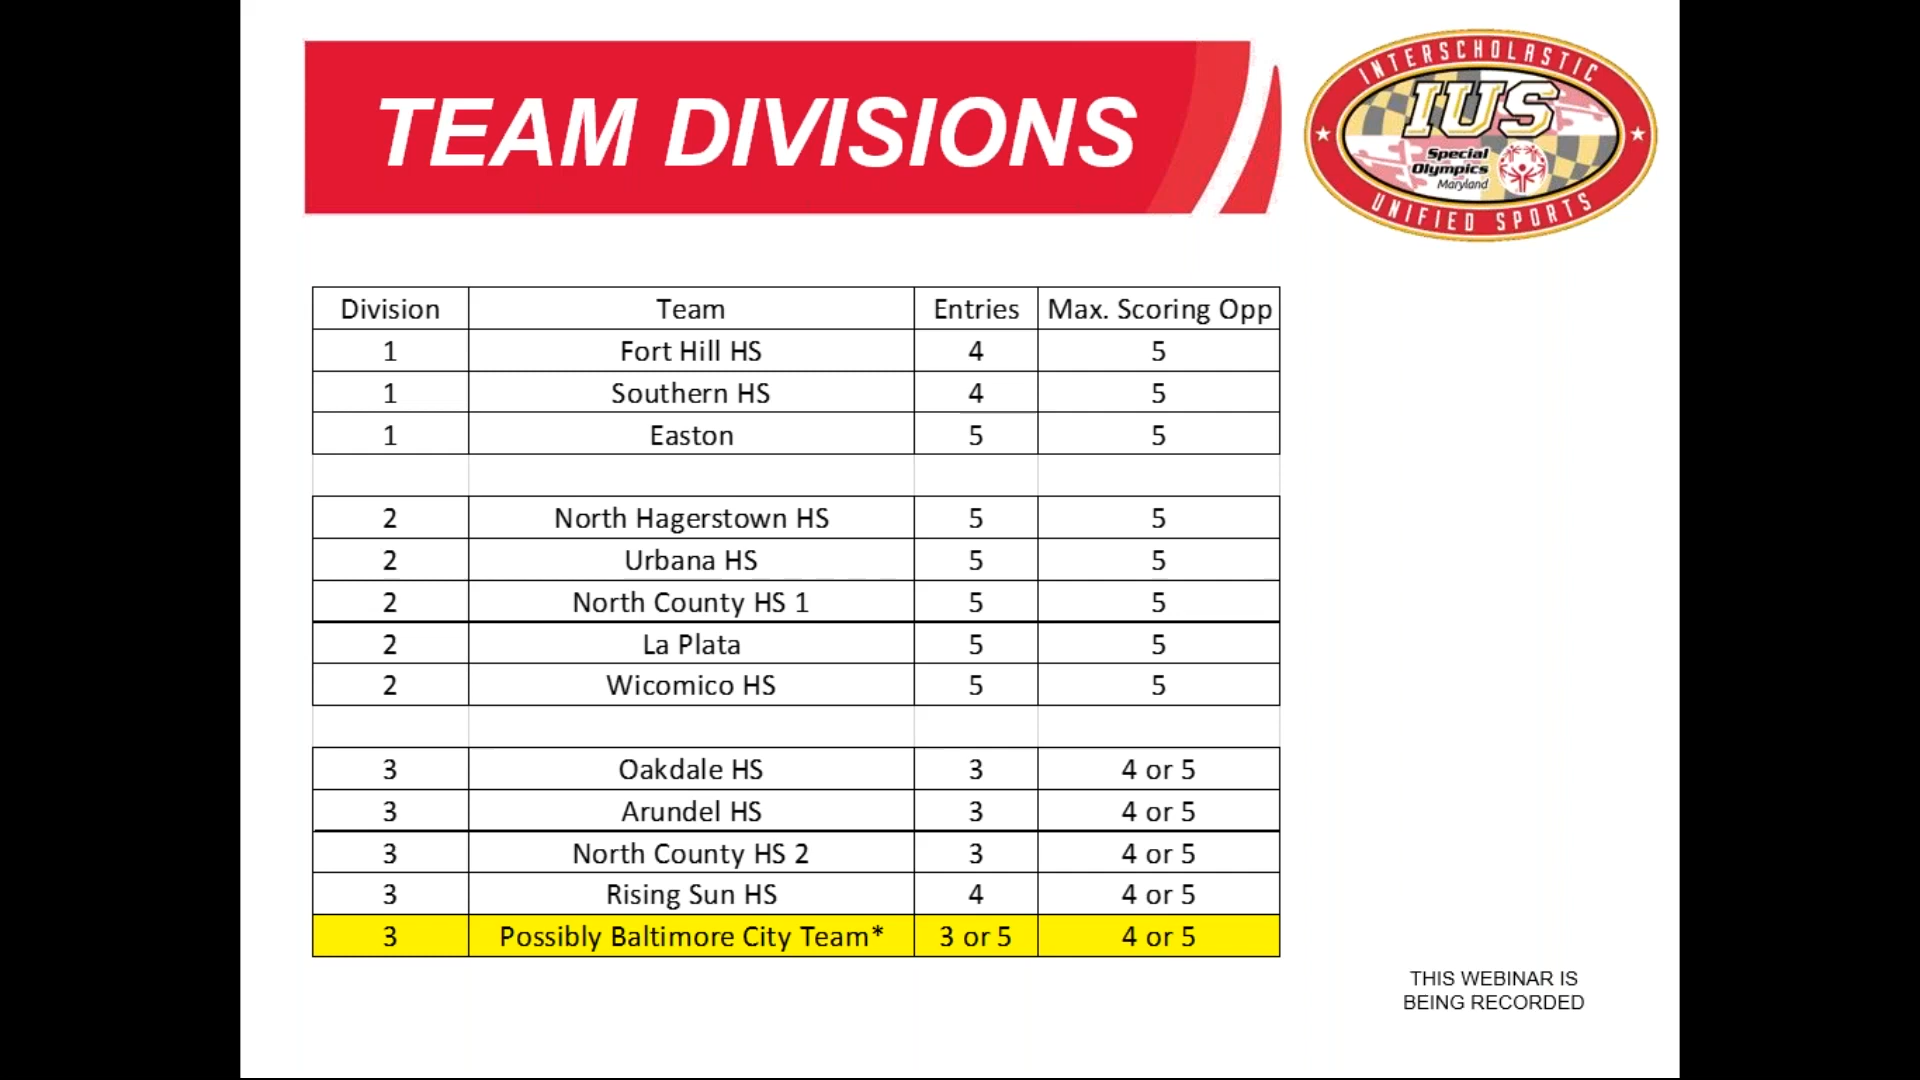 TEAM DIVISIONS
INTERSCHOLASTIC
IUS
Special
Olympics
Maryland
UNIFIED SPORTS
Division Team Entries Max. Scoring Opp
1 Fort Hill HS 4 5
1 Southern HS 4 5
1 Easton 5 5
2 North Hagerstown HS 5 5
2 Urbana HS 5 5
2 North County HS 1 5 5
2 La Plata 5 5
2 Wicomico HS 5 5
3 Oakdale HS 3 4 or 5
3 Arundel HS 3 4 or 5
3 North County HS 2 3 4 or 5
3 Rising Sun HS 4 4 or 5
3 Possibly Baltimore City Team* 3 or 5 4 or 5
THIS WEBINAR IS
BEING RECORDED